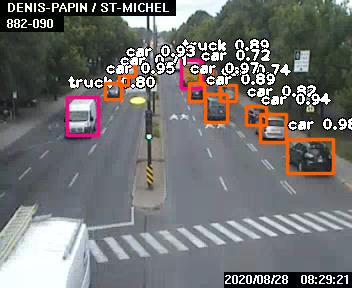 DENIS-PAPIN / ST-MICHEL
882-090
truck 0.89
car 0.93
car 0.72
car 0.95
car 0.97
0.74
truck 0.80
car 0.89
car 0.82
car 0.94
car 0.98
2020/08/28 08:29:21